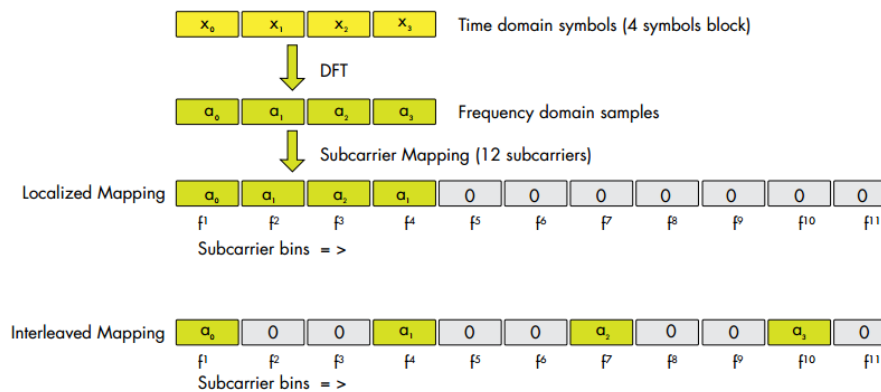 x₀ x₁ x₂ x₃ Time domain symbols (4 symbols block)
DFT
a₀ a₁ a₂ a₃ Frequency domain samples
Subcarrier Mapping (12 subcarriers)
Localized Mapping a₀ a₁ a₂ a₁ 0 0 0 0 0 0 0
f¹ f² f³ f⁴ f⁵ f⁶ f⁷ f⁸ f⁹ f¹⁰ f¹¹
Subcarrier bins = >
Interleaved Mapping a₀ 0 0 a₁ 0 0 a₂ 0 0 a₃ 0
f¹ f² f³ f⁴ f⁵ f⁶ f⁷ f⁸ f⁹ f¹⁰ f¹¹
Subcarrier bins = >